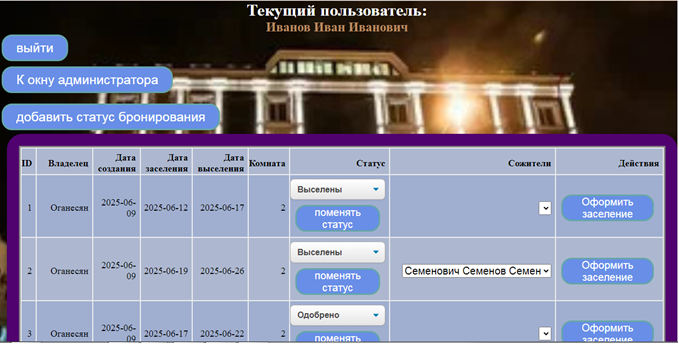 Текущий пользователь:
Иванов Иван Иванович
выйти
К окну администратора
добавить статус бронирования
ID Владелец Дата создания Дата заселения Дата выселения Комната Статус Сожители Действия
1 Оганесян 2025-06-09 2025-06-12 2025-06-17 2 Выселены
поменять статус
Оформить заселение
2 Оганесян 2025-06-09 2025-06-19 2025-06-26 2 Выселены
поменять статус
Семенович Семенов Семен
Оформить заселение
3 Оганесян 2025-06-09 2025-06-17 2025-06-22 2 Одобрено
поменять
Оформить заселение